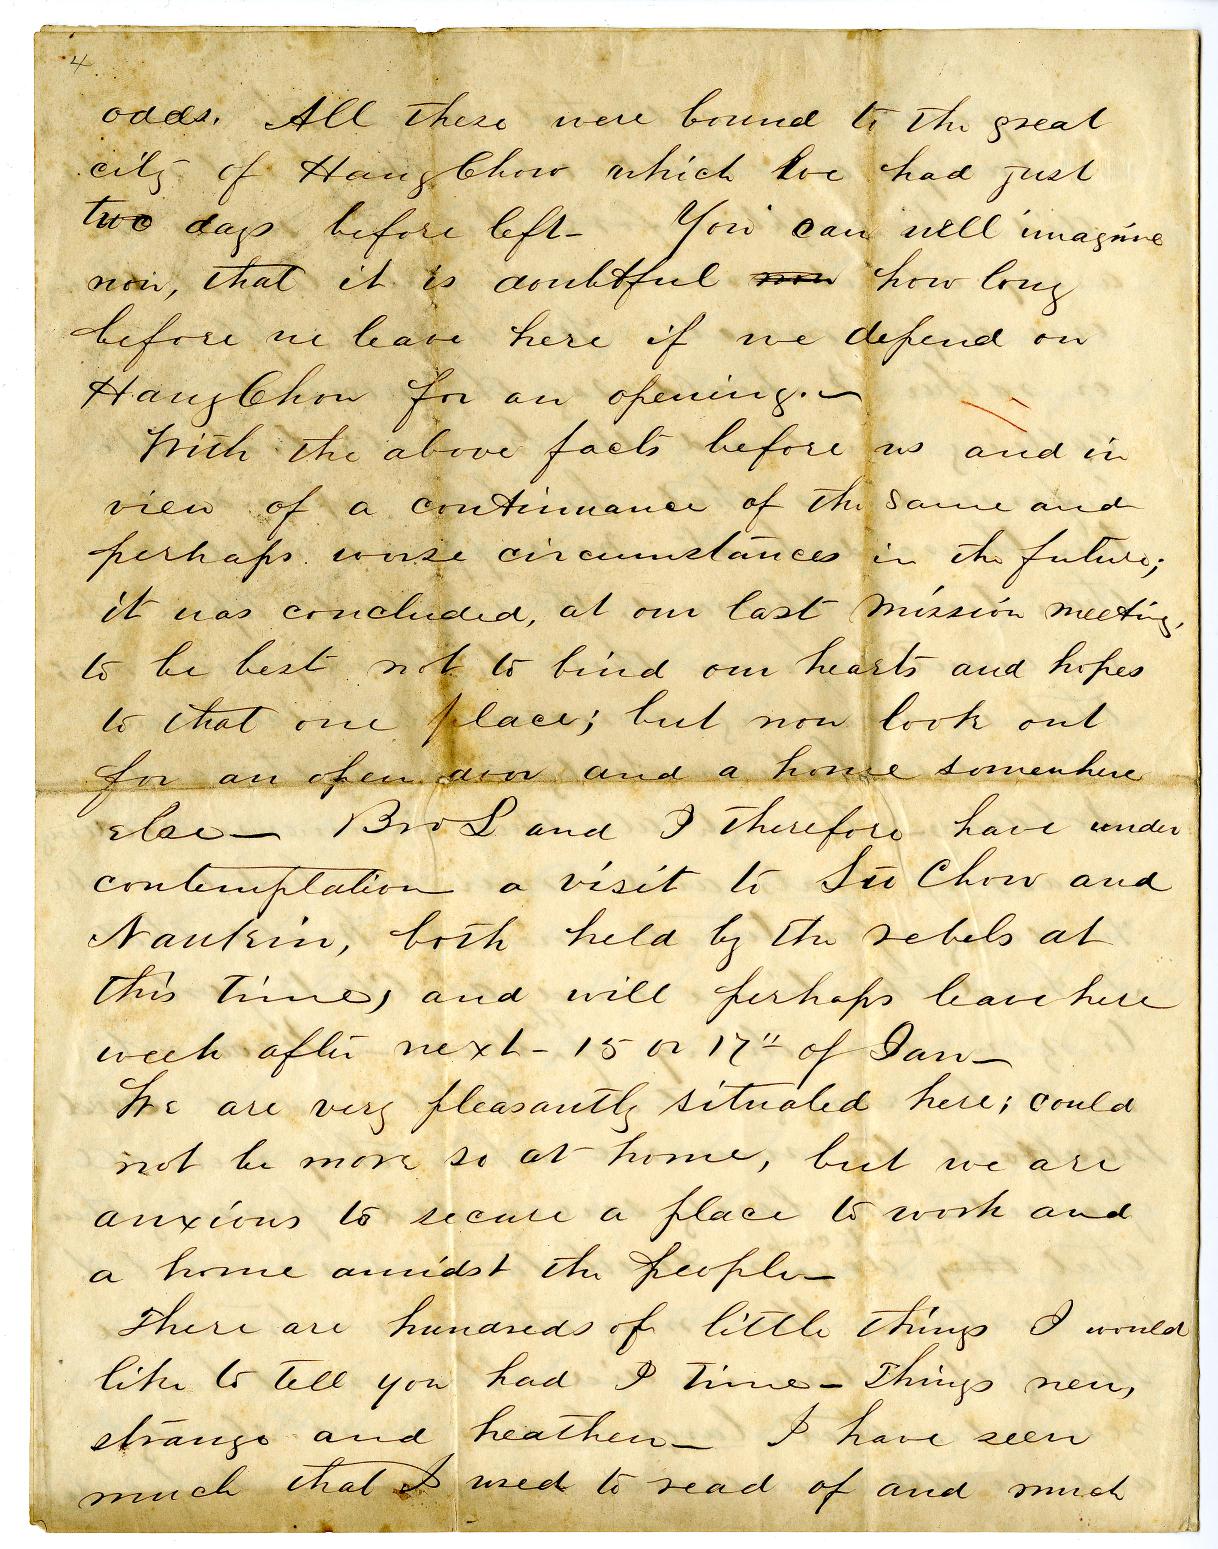 4
odds. All these were bound to the great
city of HangChow which we had just
two days before left- You can well imagine
now, that it is doubtful now how long
before we leave here if we depend on
HangChow for an opening.-
With the above facts before us and in
view of a continuance of the same and
perhaps worse circumstances in the future;
it was concluded, at our last mission meeting,
to be best not to bind our hearts and hopes
to that one place; but now look out
for an open door and a home somewhere
else- Bro L and I therefore have under
contemplation a visit to Su Chow and
Nankin, both held by the rebels at
this time, and will perhaps leave here
week after next- 15 or 17" of Jan-
We are very pleasantly situated here; could
not be more so at home, but we are
anxious to secure a place to work and
a home amidst the people-
There are hundreds of little things I would
like to tell you had I time- Things new,
strange and heathen- I have seen
much that I used to read of and much